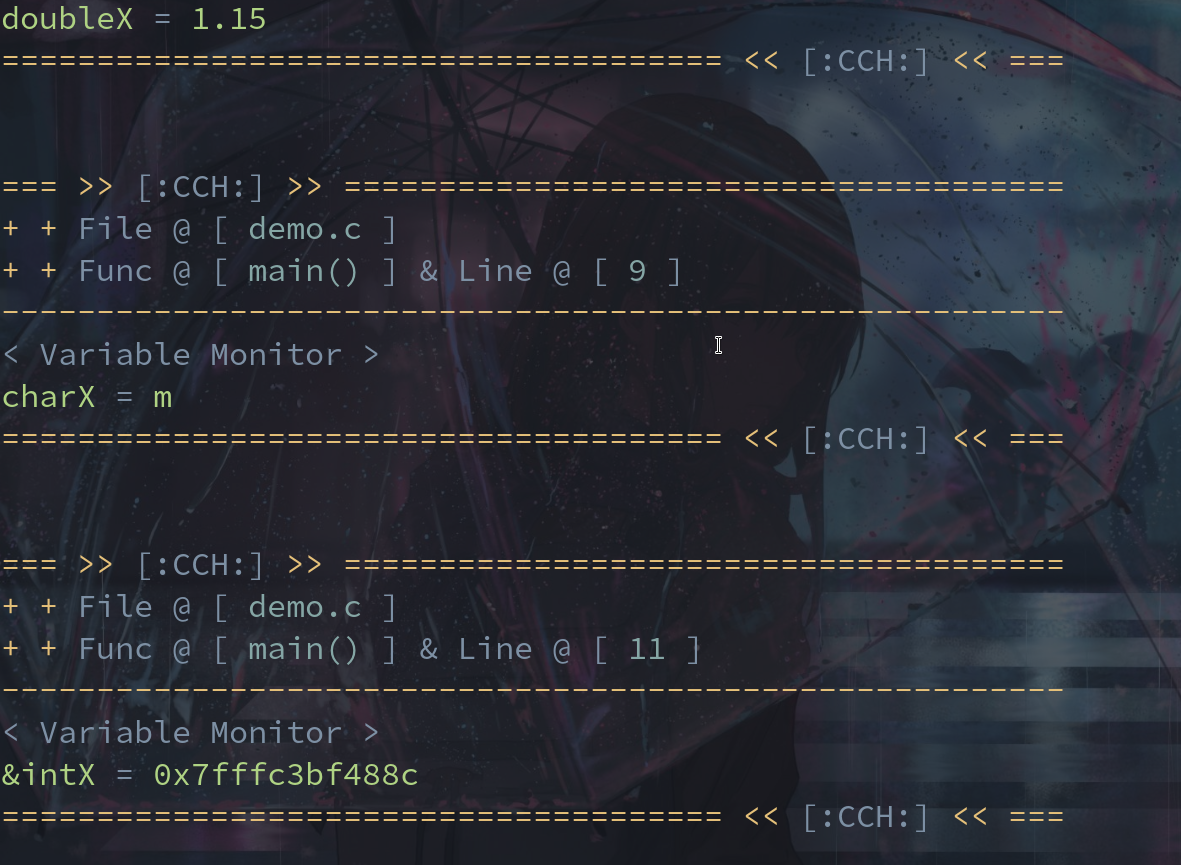 doubleX = 1.15
====================================== << [:CCH:] << ===
=== >> [:CCH:] >> ======================================
+ + File @ [ demo.c ]
+ + Func @ [ main() ] & Line @ [ 9 ]
--------------------------------------------------------
< Variable Monitor >
charX = m
====================================== << [:CCH:] << ===
=== >> [:CCH:] >> ======================================
+ + File @ [ demo.c ]
+ + Func @ [ main() ] & Line @ [ 11 ]
--------------------------------------------------------
< Variable Monitor >
&intX = 0x7fffc3bf488c
====================================== << [:CCH:] << ===